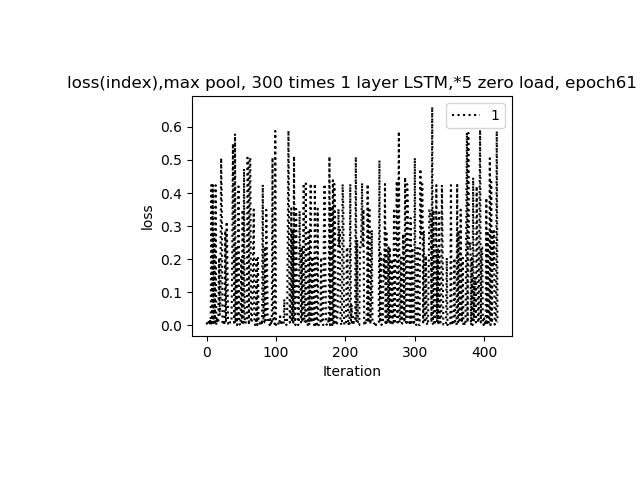 loss(index),max pool, 300 times 1 layer LSTM,*5 zero load, epoch61
1
0.6
0.5
0.4
0.3
0.2
0.1
0.0
loss
0 100 200 300 400
Iteration